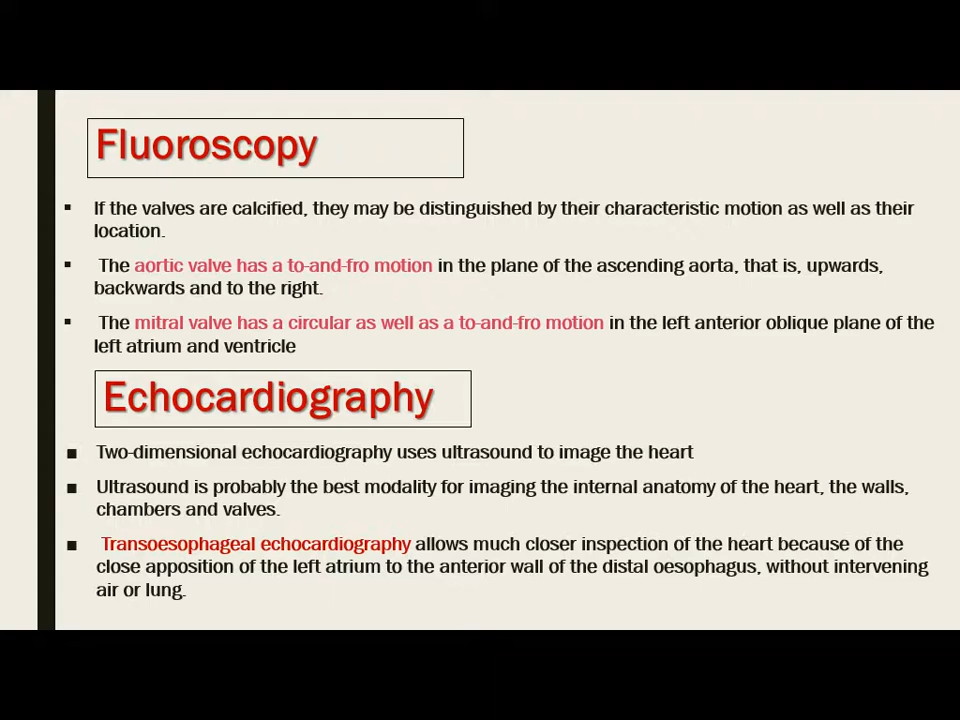 Fluoroscopy
▪ If the valves are calcified, they may be distinguished by their characteristic motion as well as their
location.
▪ The aortic valve has a to-and-fro motion in the plane of the ascending aorta, that is, upwards,
backwards and to the right.
▪ The mitral valve has a circular as well as a to-and-fro motion in the left anterior oblique plane of the
left atrium and ventricle
Echocardiography
■ Two-dimensional echocardiography uses ultrasound to image the heart
■ Ultrasound is probably the best modality for imaging the internal anatomy of the heart, the walls,
chambers and valves.
■ Transoesophageal echocardiography allows much closer inspection of the heart because of the
close apposition of the left atrium to the anterior wall of the distal oesophagus, without intervening
air or lung.